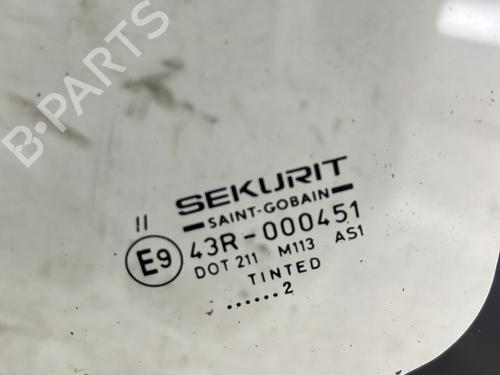 B-PARTS
SEKURIT
SAINT-GOBAIN
II
E9 43R-000451
DOT 211 M113 AS1
TINTED
......2